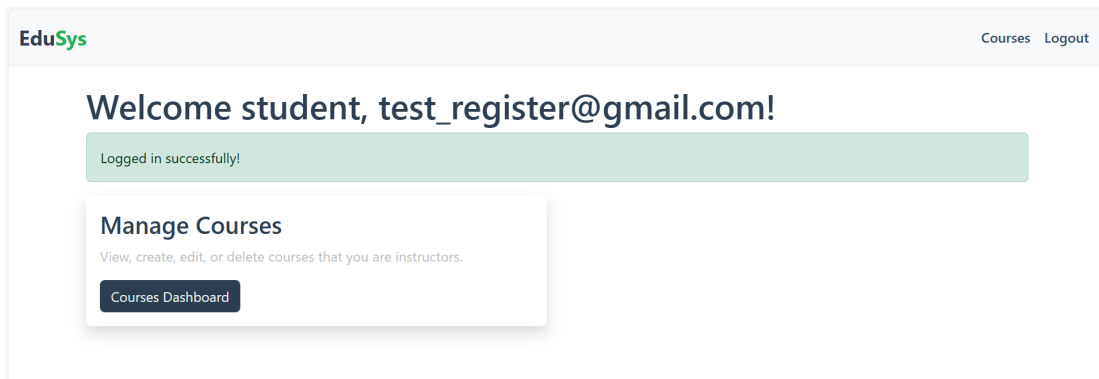 EduSys
Courses Logout
Welcome student, test_register@gmail.com!
Logged in successfully!
Manage Courses
View, create, edit, or delete courses that you are instructors.
Courses Dashboard